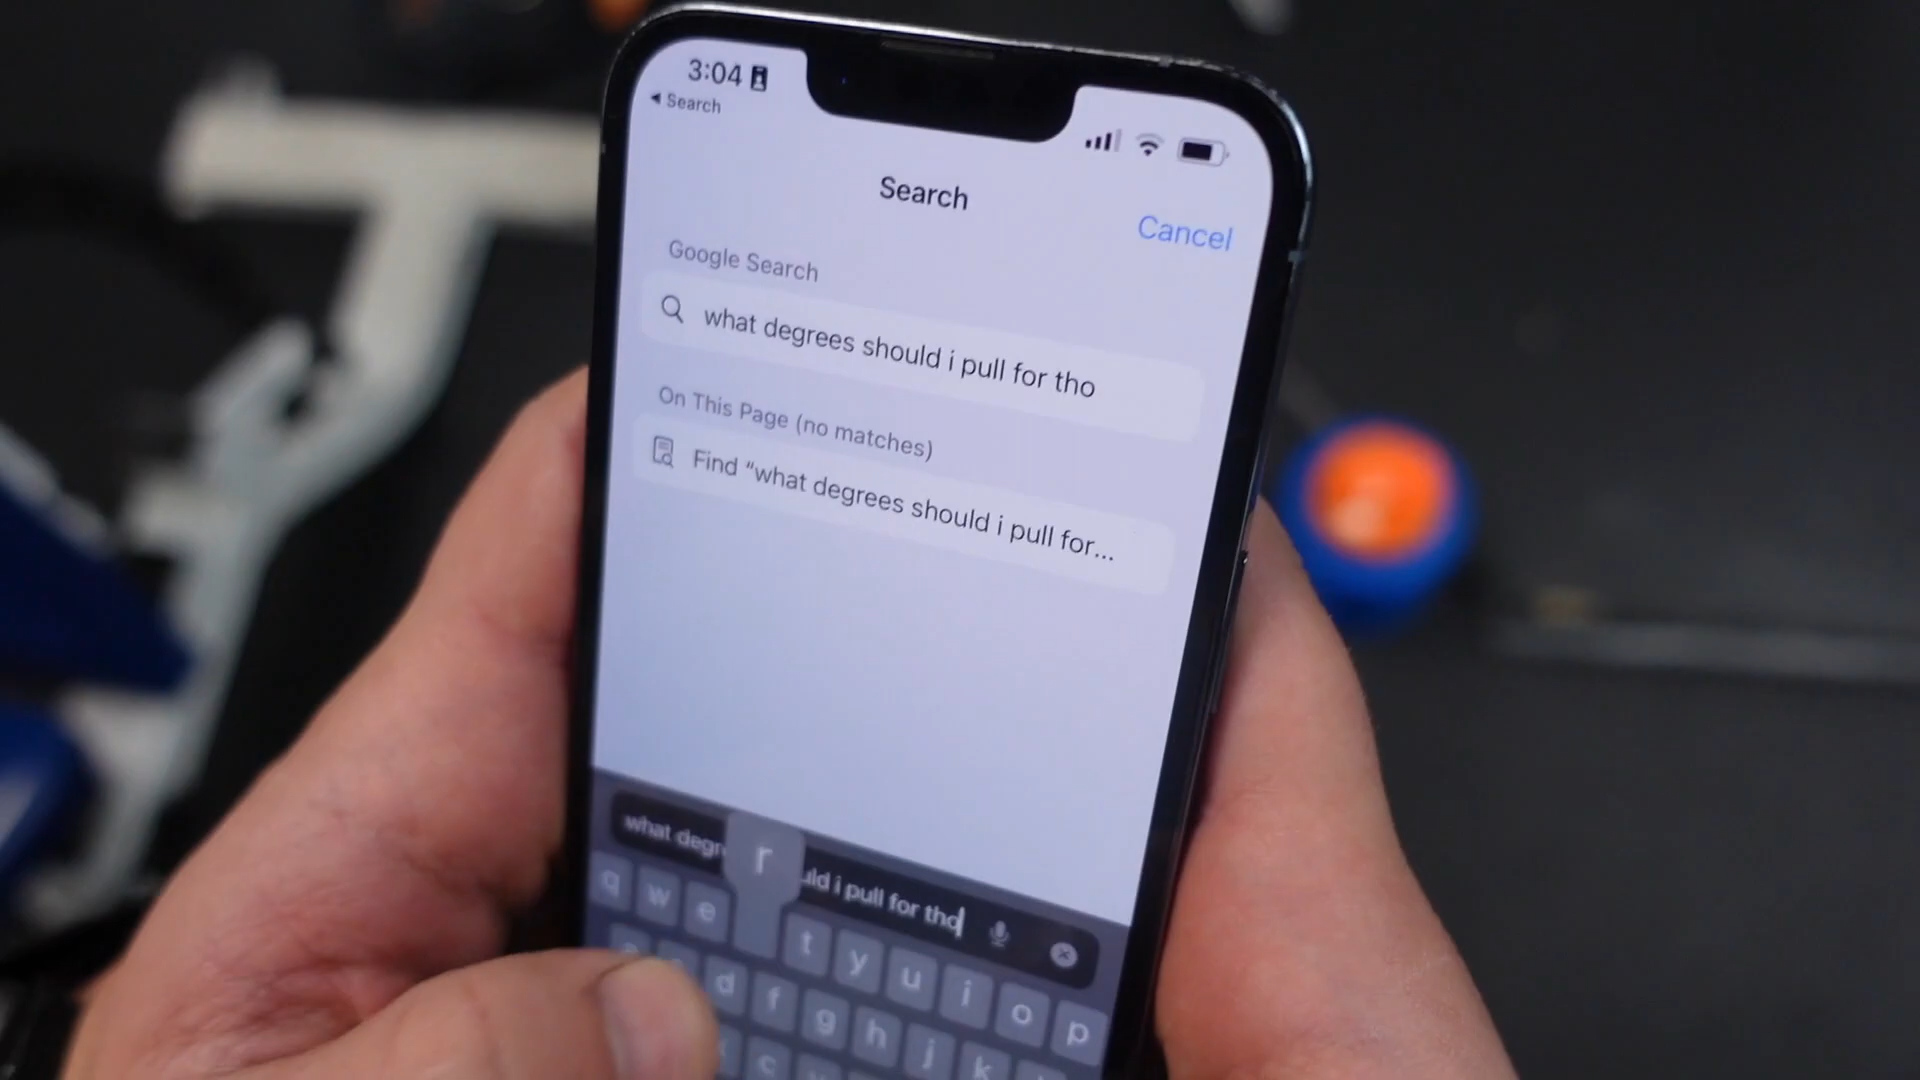 3:04
Search
Search
Cancel
Google Search
what degrees should i pull for tho
On This Page (no matches)
Find “what degrees should i pull for...
what degr uld i pull for tho
r
q w e t y u i o p
d f g h j k
c